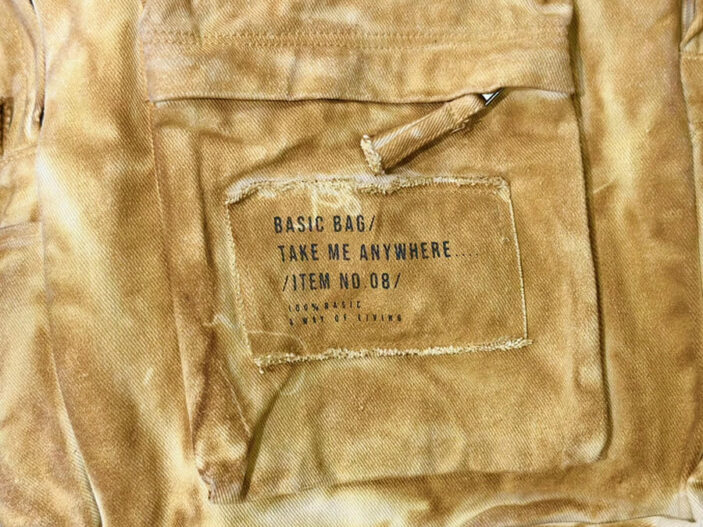 BASIC BAG/
TAKE ME ANYWHERE....
/ITEM NO.08/
100% BASIC
A WAY OF LIVING